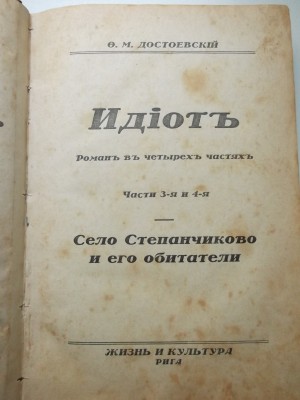 Ѳ. М. ДОСТОЕВСКІЙ
Идіотъ
Романъ въ четырехъ частяхъ
Части 3-я и 4-я
Село Степанчиково
и его обитатели
ЖИЗНЬ И КУЛЬТУРА
РИГА